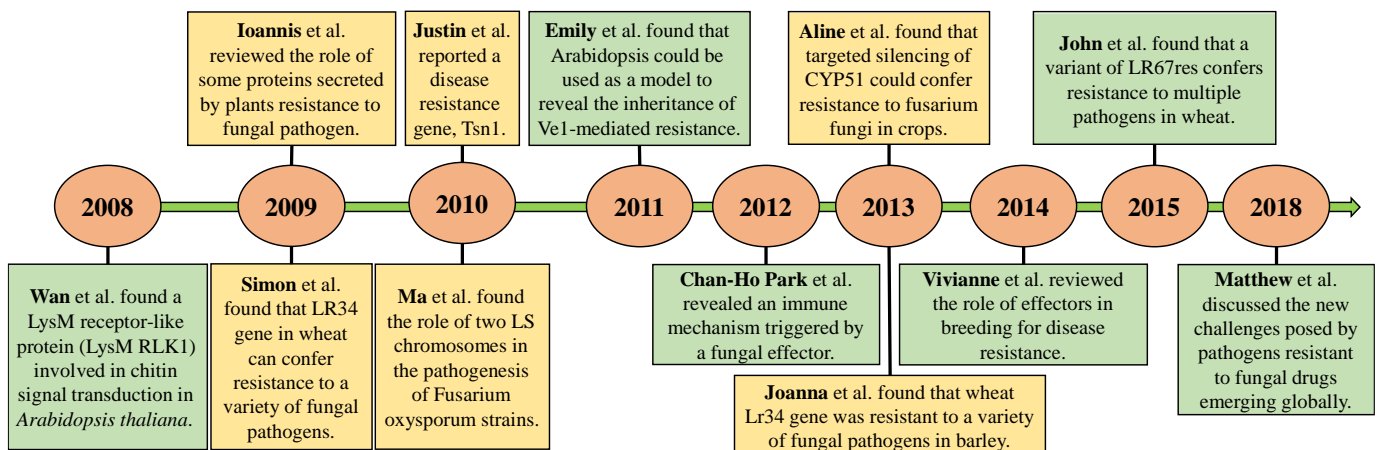 Ioannis et al.
reviewed the role of
some proteins secreted
by plants resistance to
fungal pathogen.
Justin et al.
reported a
disease
resistance
gene, Tsn1.
Emily et al. found that
Arabidopsis could be
used as a model to
reveal the inheritance of
Ve1-mediated resistance.
Aline et al. found that
targeted silencing of
CYP51 could confer
resistance to fusarium
fungi in crops.
John et al. found that a
variant of LR67res confers
resistance to multiple
pathogens in wheat.
2008
2009
2010
2011
2012
2013
2014
2015
2018
Wan et al. found a
LysM receptor-like
protein (LysM RLK1)
involved in chitin
signal transduction in
Arabidopsis thaliana.
Simon et al.
found that LR34
gene in wheat
can confer
resistance to a
variety of fungal
pathogens.
Ma et al. found
the role of two LS
chromosomes in
the pathogenesis
of Fusarium
oxysporum strains.
Chan-Ho Park et al.
revealed an immune
mechanism triggered by
a fungal effector.
Joanna et al. found that wheat
Lr34 gene was resistant to a variety
of fungal pathogens in barley.
Vivianne et al. reviewed
the role of effectors in
breeding for disease
resistance.
Matthew et al.
discussed the new
challenges posed by
pathogens resistant
to fungal drugs
emerging globally.